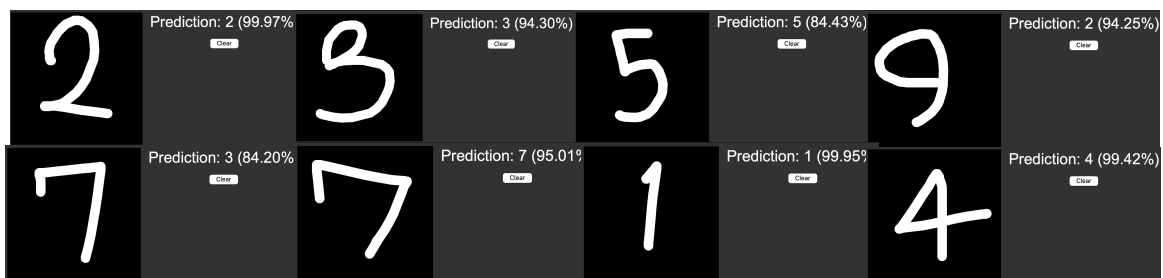 2
Prediction: 2 (99.97%
Clear
3
Prediction: 3 (94.30%)
Clear
5
Prediction: 5 (84.43%)
Clear
9
Prediction: 2 (94.25%)
Clear
7
Prediction: 3 (84.20%
Clear
7
Prediction: 7 (95.01%
Clear
1
Prediction: 1 (99.95%
Clear
4
Prediction: 4 (99.42%)
Clear